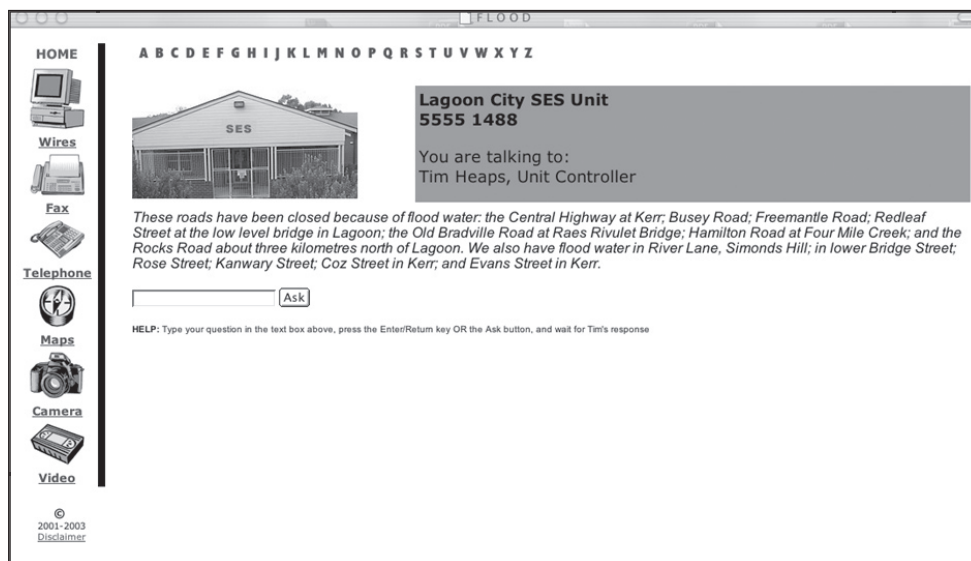 FLOOD
HOME
Wires
Fax
Telephone
Maps
Camera
Video
©
2001-2003
Disclaimer
A B C D E F G H I J K L M N O P Q R S T U V W X Y Z
SES
Lagoon City SES Unit
5555 1488
You are talking to:
Tim Heaps, Unit Controller
These roads have been closed because of flood water: the Central Highway at Kerr; Busey Road; Freemantle Road; Redleaf
Street at the low level bridge in Lagoon; the Old Bradville Road at Raes Rivulet Bridge; Hamilton Road at Four Mile Creek; and the
Rocks Road about three kilometres north of Lagoon. We also have flood water in River Lane, Simonds Hill; in lower Bridge Street;
Rose Street; Kanwary Street; Coz Street in Kerr; and Evans Street in Kerr.
Ask
HELP: Type your question in the text box above, press the Enter/Return key OR the Ask button, and wait for Tim's response